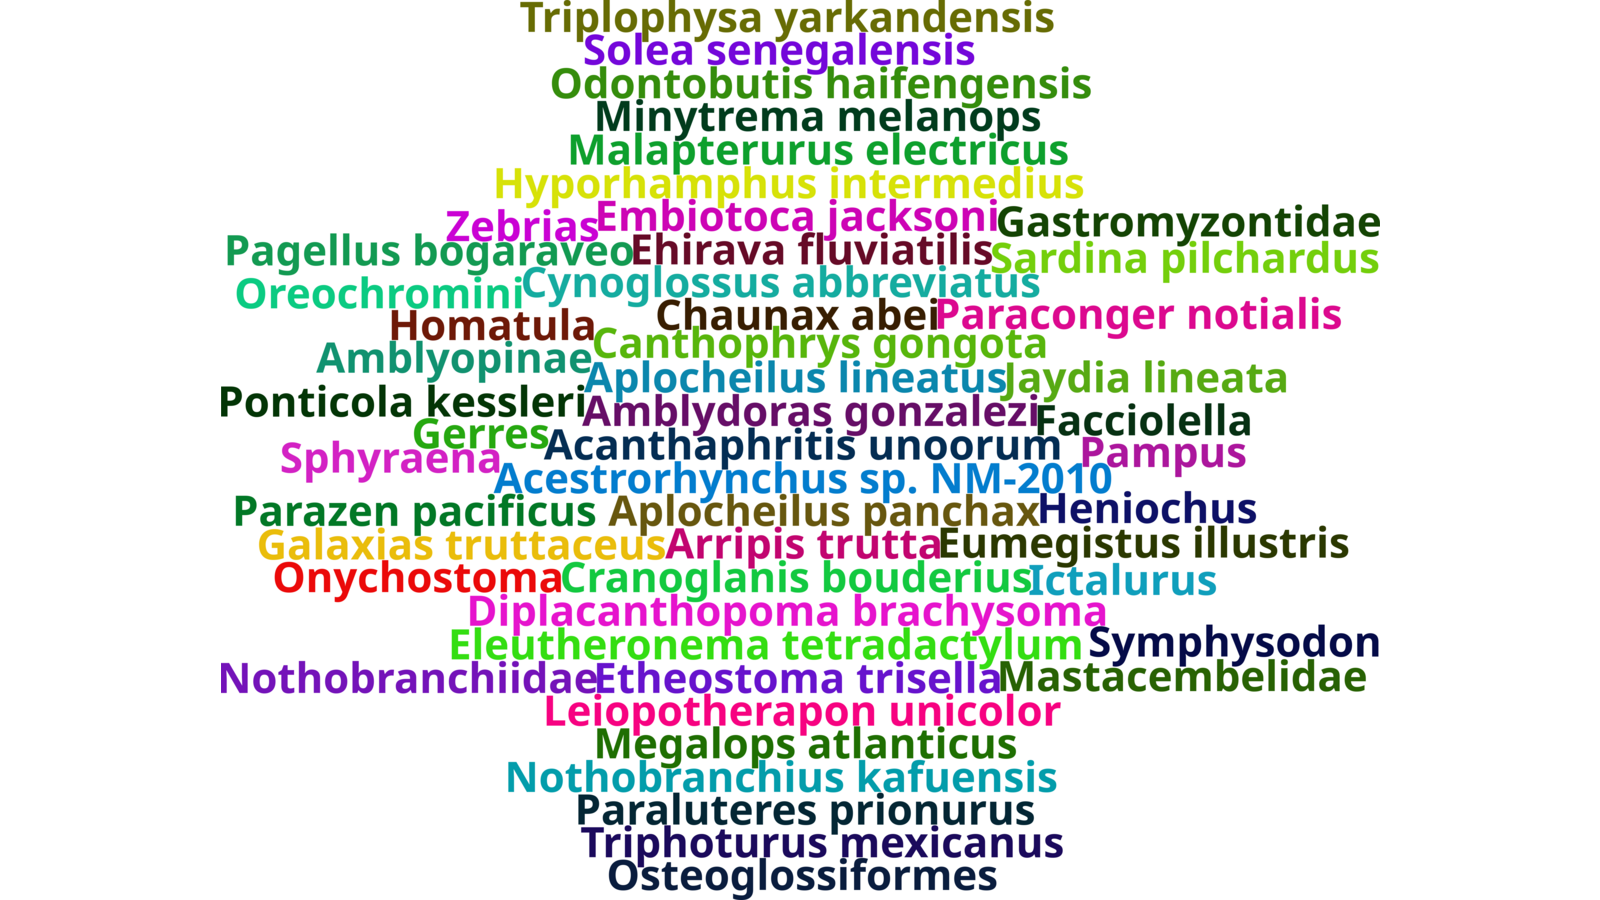 Triplophysa yarkandensis
Solea senegalensis
Odontobutis haifengensis
Minytrema melanops
Malapterurus electricus
Hyporhamphus intermedius
Zebrias Embiotoca jacksoni Gastromyzontidae
Pagellus bogaraveo Ehirava fluviatilis Sardina pilchardus
Oreochromini Cynoglossus abbreviatus
Homatula Chaunax abei Paraconger notialis
Amblyopinae Canthophrys gongota
Aplocheilus lineatus Jaydia lineata
Ponticola kessleri Amblydoras gonzalezi Facciolella
Gerres Acanthaphritis unoorum Pampus
Sphyraena Acestrorhynchus sp. NM-2010
Parazen pacificus Aplocheilus panchax Heniochus
Galaxias truttaceus Arripis trutta Eumegistus illustris
Onychostoma Cranoglanis bouderius Ictalurus
Diplacanthopoma brachysoma
Eleutheronema tetradactylum Symphysodon
Nothobranchiidae Etheostoma trisella Mastacembelidae
Leiopotherapon unicolor
Megalops atlanticus
Nothobranchius kafuensis
Paraluteres prionurus
Triphoturus mexicanus
Osteoglossiformes